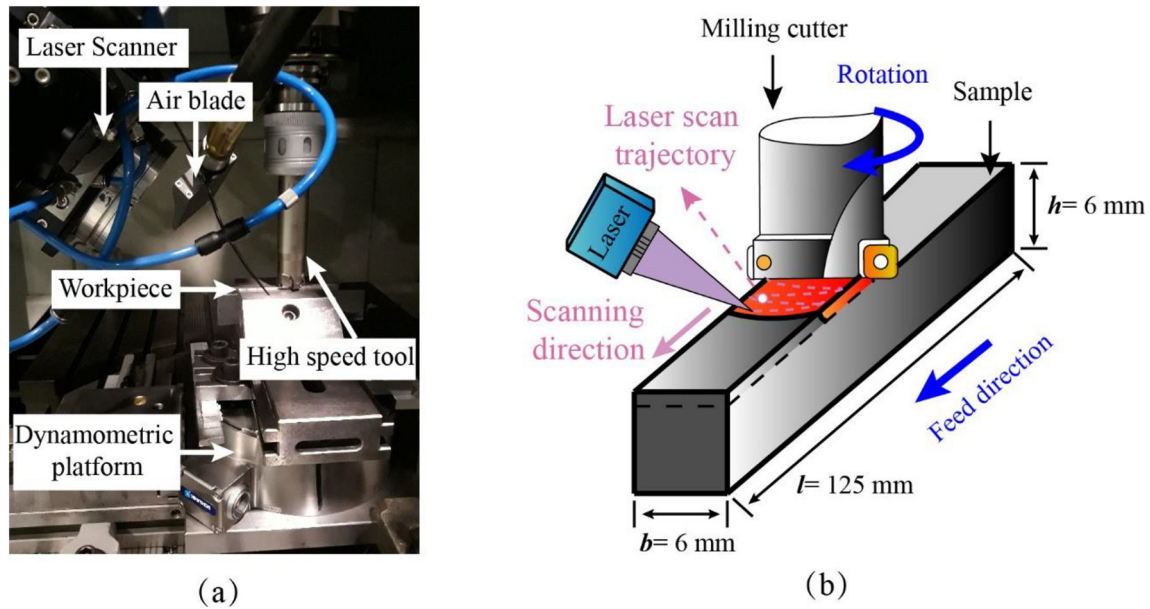 Laser Scanner
Air blade
Workpiece
High speed tool
Dynamometric
platform
(a)
Milling cutter
Rotation
Sample
Laser scan
trajectory
Laser
h= 6 mm
Scanning
direction
Feed direction
l= 125 mm
b= 6 mm
(b)